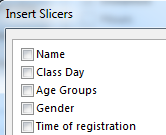 Insert Slicers
Name
Class Day
Age Groups
Gender
Time of registration